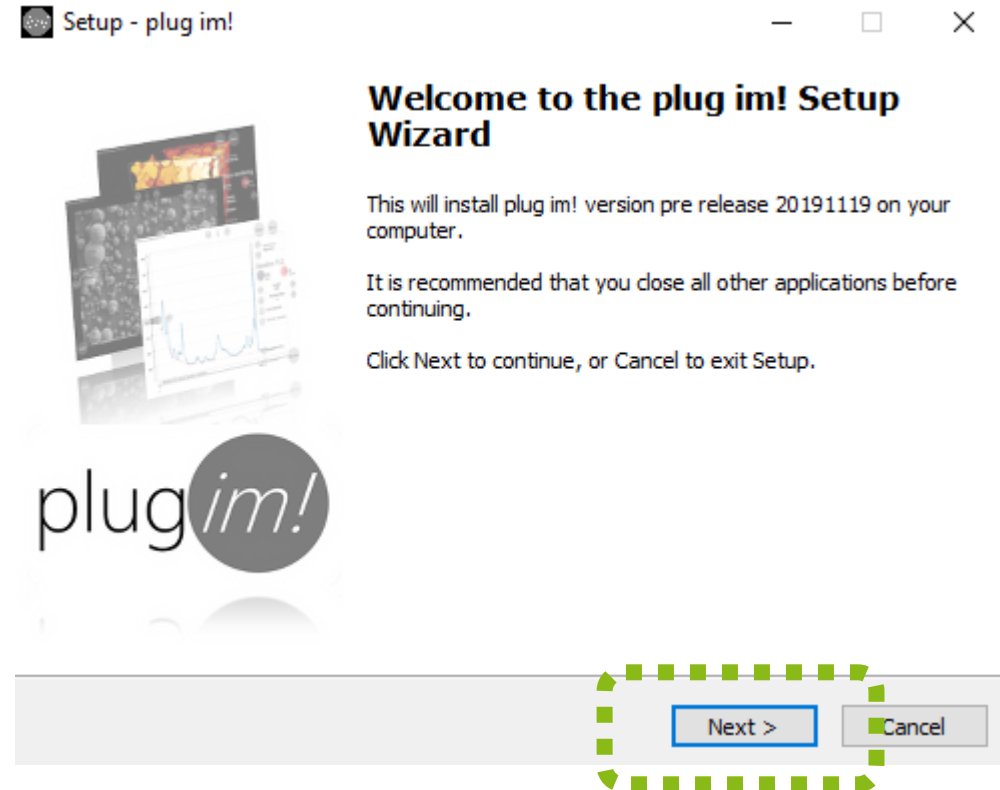 Setup - plug im!
Welcome to the plug im! Setup
Wizard
This will install plug im! version pre release 20191119 on your
computer.
It is recommended that you close all other applications before
continuing.
Click Next to continue, or Cancel to exit Setup.
plug im!
Next >
Cancel